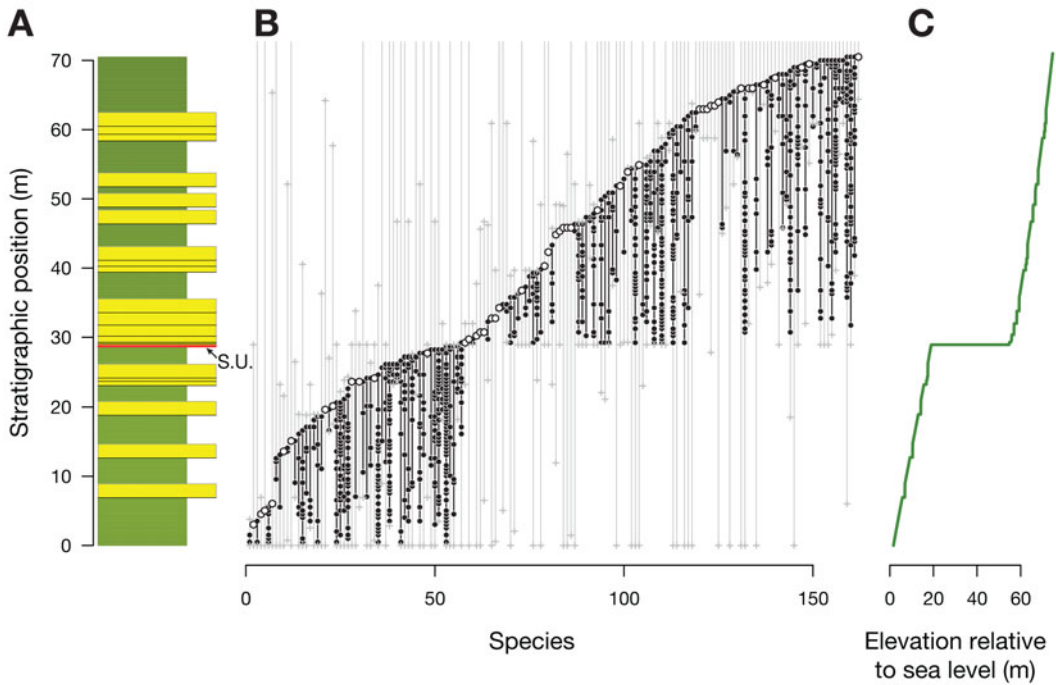 A
B
C
70
60
50
40
30
20
10
0
Stratigraphic position (m)
S.U.
0
50
100
150
Species
0
20
40
60
Elevation relative
to sea level (m)